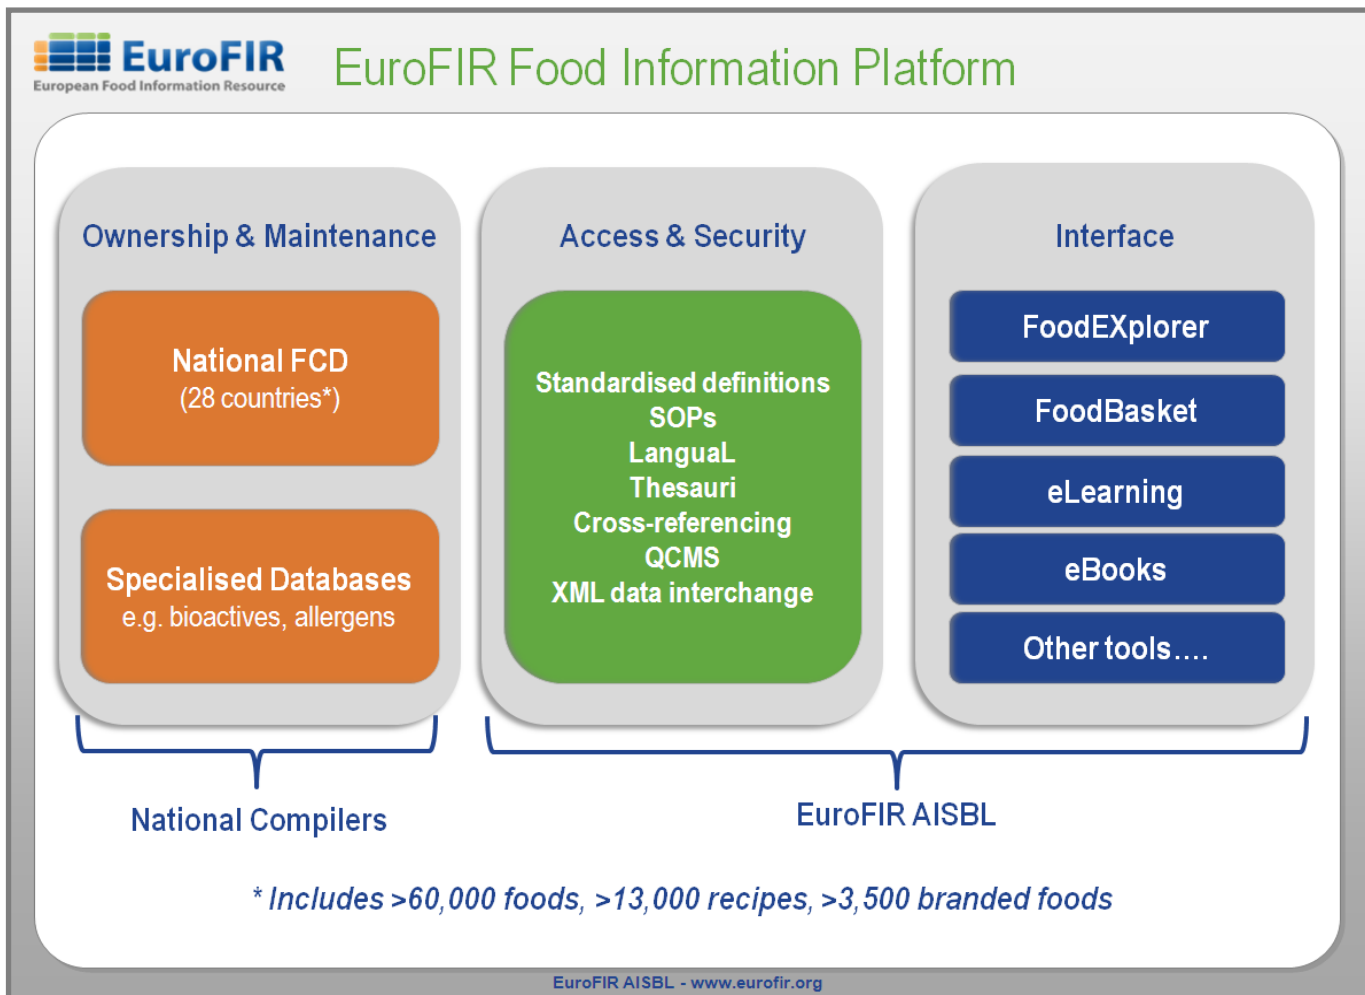 EuroFIR
European Food Information Resource
EuroFIR Food Information Platform
Ownership & Maintenance
National FCD
(28 countries*)
Specialised Databases
e.g. bioactives, allergens
Access & Security
Standardised definitions
SOPs
LanguaL
Thesauri
Cross-referencing
QCMS
XML data interchange
Interface
FoodEXplorer
FoodBasket
eLearning
eBooks
Other tools....
National Compilers
EuroFIR AISBL
* Includes >60,000 foods, >13,000 recipes, >3,500 branded foods
EuroFIR AISBL - www.eurofir.org